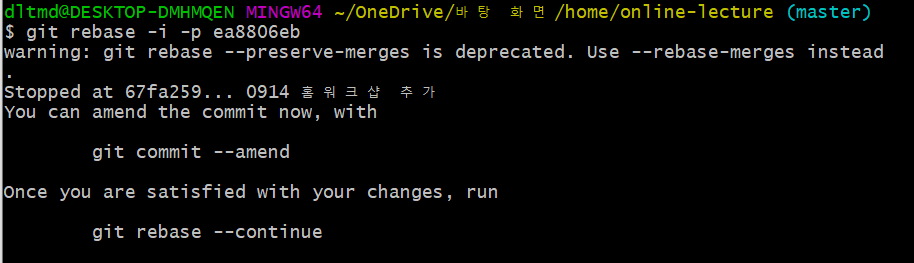 dltmd@DESKTOP-DMHMQEN MINGW64 ~/OneDrive/바탕 화면/home/online-lecture (master)
$ git rebase -i -p ea8806eb
warning: git rebase --preserve-merges is deprecated. Use --rebase-merges instead
.
Stopped at 67fa259... 0914 홈워크샵 추가
You can amend the commit now, with
git commit --amend
Once you are satisfied with your changes, run
git rebase --continue